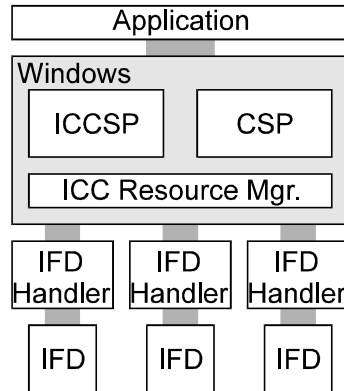 Application
Windows
ICCSP
CSP
ICC Resource Mgr.
IFD
Handler
IFD
Handler
IFD
Handler
IFD
IFD
IFD